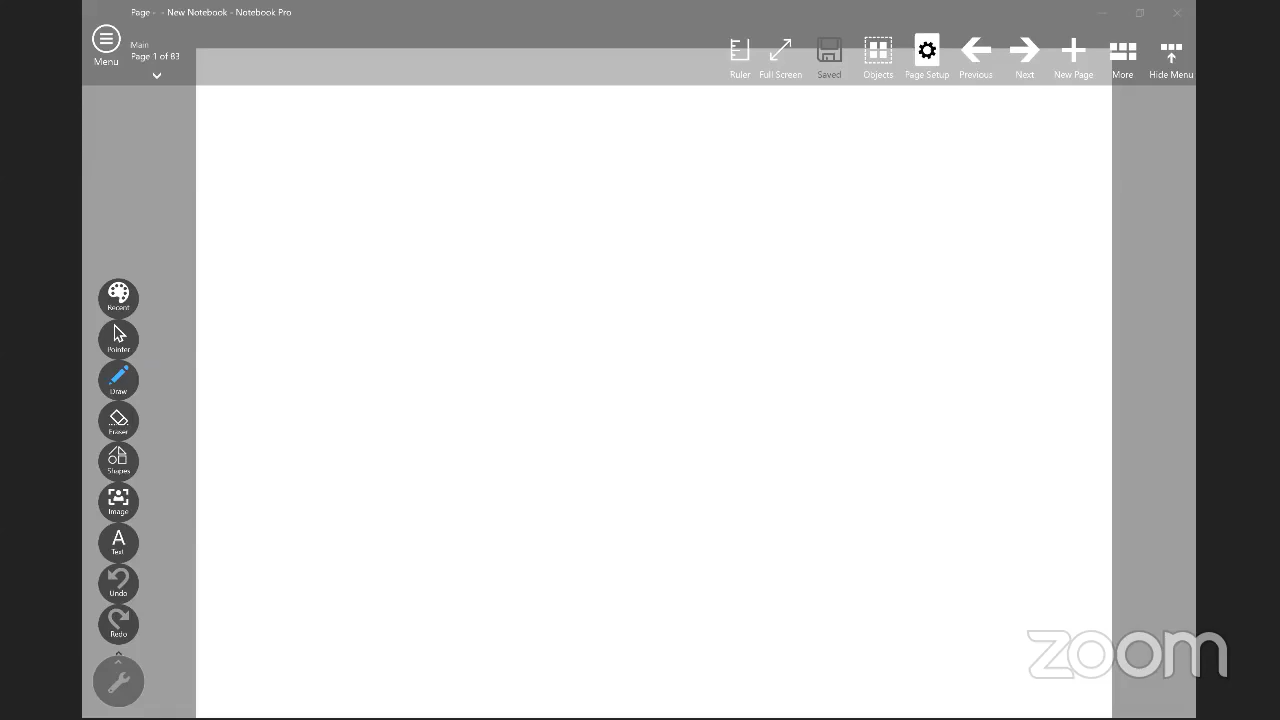 Page - - New Notebook - Notebook Pro
Menu
Main
Page 1 of 83
Ruler
Full Screen
Saved
Objects
Page Setup
Previous
Next
New Page
More
Hide Menu
Recent
Pointer
Draw
Eraser
Shapes
Image
A
Text
Undo
Redo
zoom